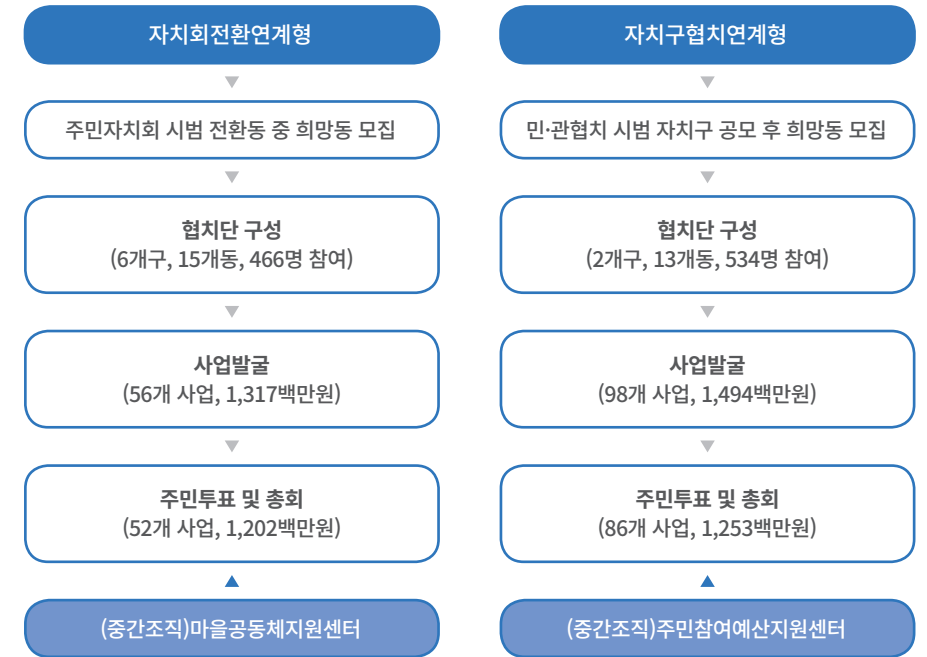 자치회전환연계형
주민자치회 시범 전환동 중 희망동 모집
협치단 구성
(6개구, 15개동, 466명 참여)
사업발굴
(56개 사업, 1,317백만원)
주민투표 및 총회
(52개 사업, 1,202백만원)
(중간조직)마을공동체지원센터
자치구협치연계형
민·관협치 시범 자치구 공모 후 희망동 모집
협치단 구성
(2개구, 13개동, 534명 참여)
사업발굴
(98개 사업, 1,494백만원)
주민투표 및 총회
(86개 사업, 1,253백만원)
(중간조직)주민참여예산지원센터